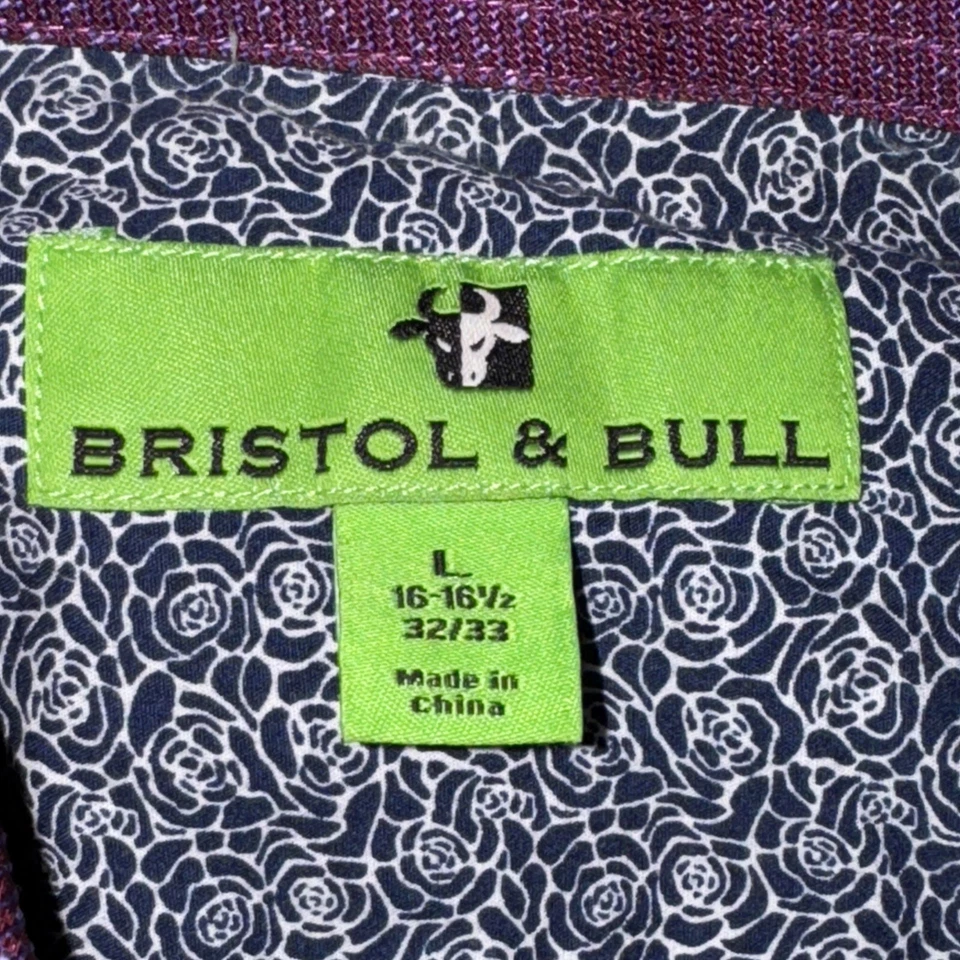 BRISTOL & BULL
L
16-16½
32/33
Made in
China